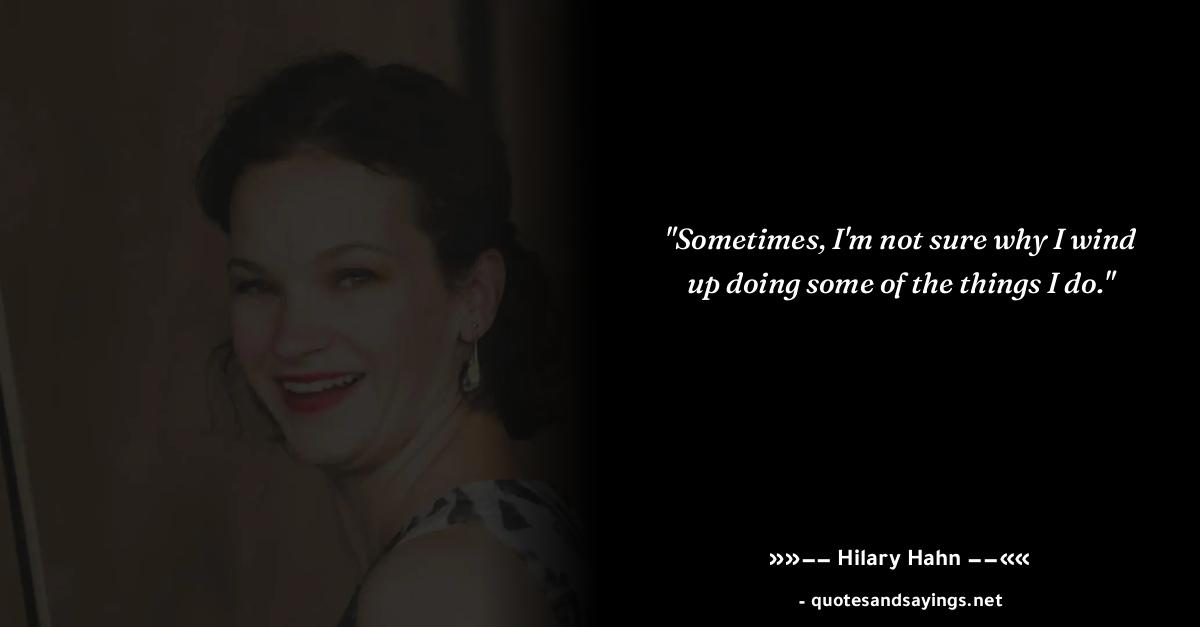 "Sometimes, I'm not sure why I wind
up doing some of the things I do."
»»−− Hilary Hahn −−««
- quotesandsayings.net